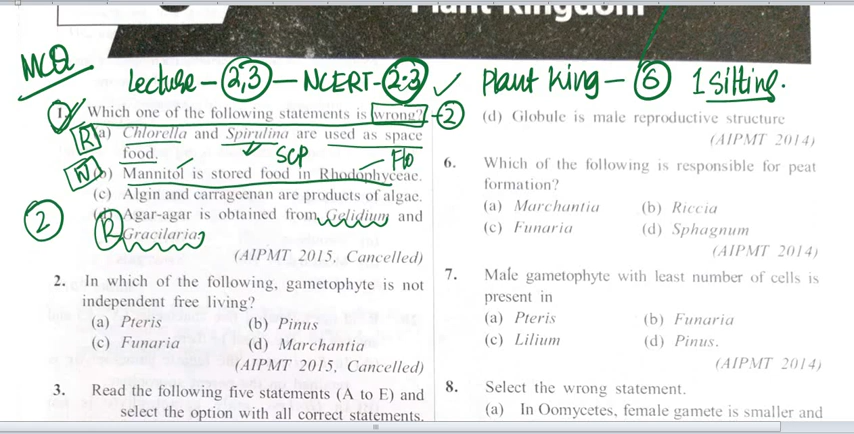 Plant Kingdom
MCQ
Lecture - 2,3 - NCERT - 2:3 ✓ Plant King - 6 1 Sitting.
1. Which one of the following statements is wrong? - 2
R a) Chlorella and Spirulina are used as space
food. SCP
W (b) Mannitol is stored food in Rhodophyceae.
(c) Algin and carrageenan are products of algae.
2 (d) Agar-agar is obtained from Gelidium and
R Gracilaria
(AIPMT 2015, Cancelled)
2. In which of the following, gametophyte is not
independent free living?
(a) Pteris (b) Pinus
(c) Funaria (d) Marchantia
(AIPMT 2015, Cancelled)
3. Read the following five statements (A to E) and
select the option with all correct statements.
(d) Globule is male reproductive structure
(AIPMT 2014)
6. Which of the following is responsible for peat
formation?
(a) Marchantia (b) Riccia
(c) Funaria (d) Sphagnum
(AIPMT 2014)
7. Male gametophyte with least number of cells is
present in
(a) Pteris (b) Funaria
(c) Lilium (d) Pinus.
(AIPMT 2014)
8. Select the wrong statement.
(a) In Oomycetes, female gamete is smaller and